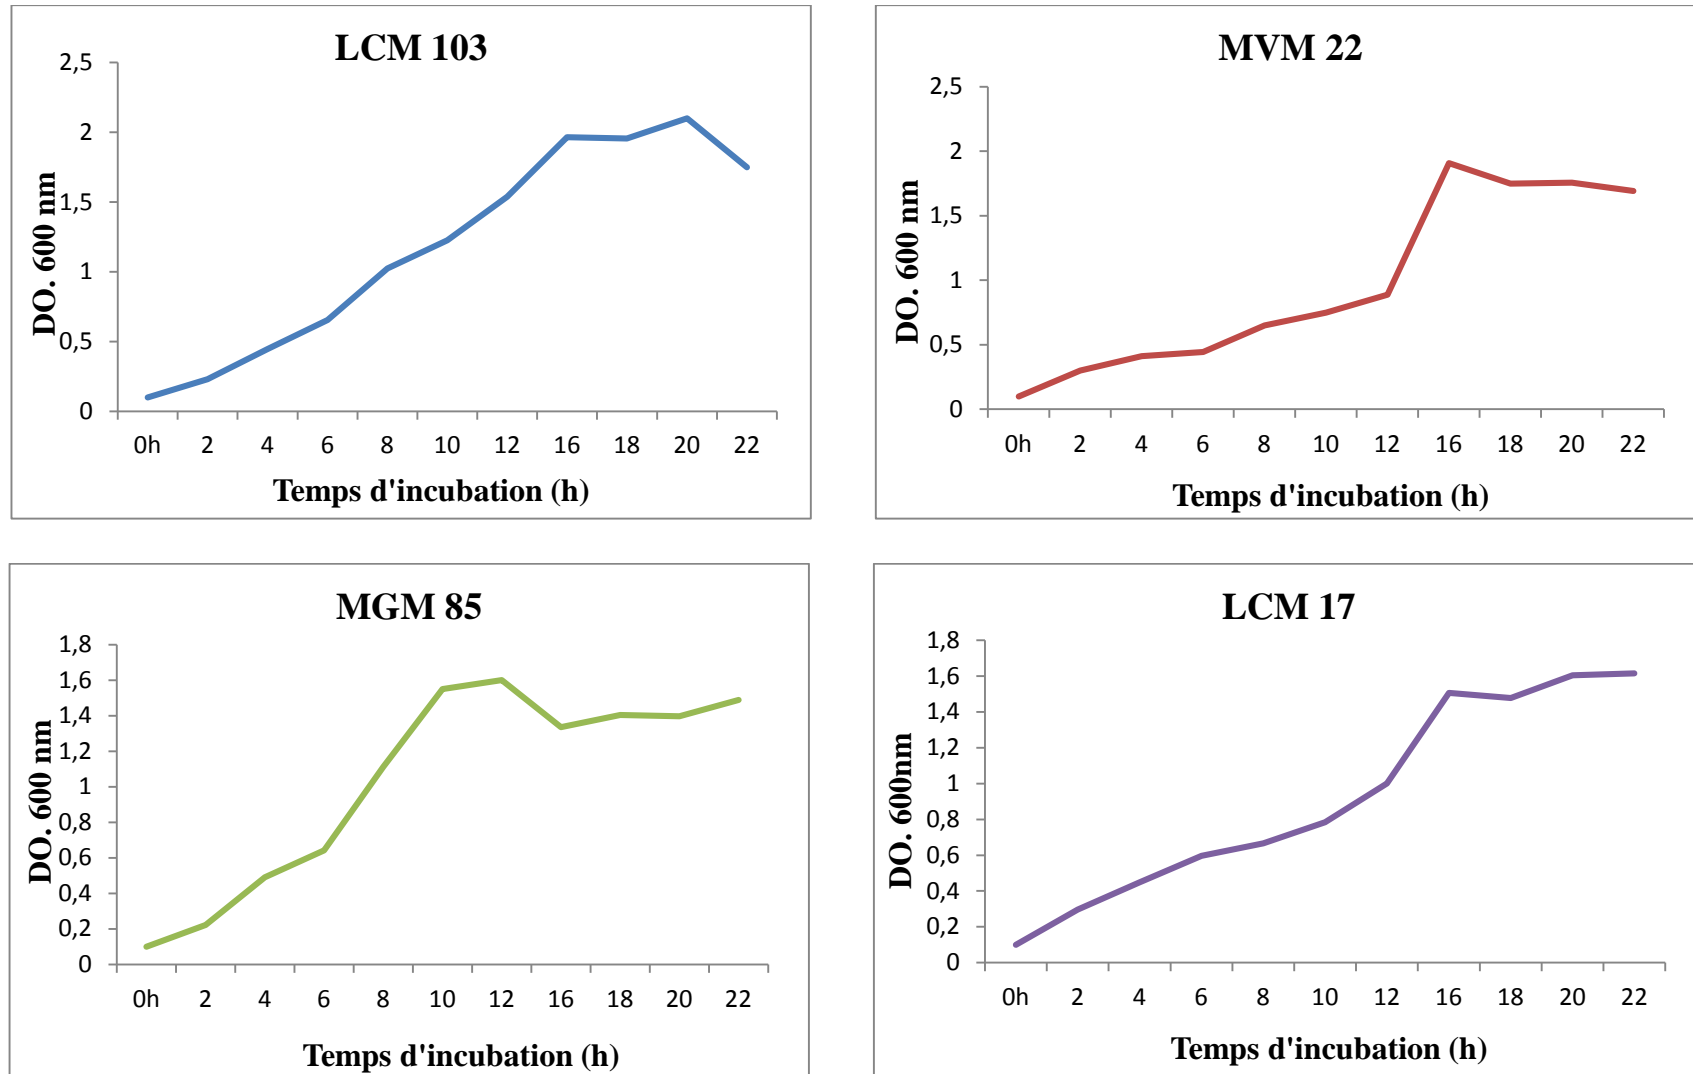 LCM 103
2,5
2
1,5
1
0,5
0
DO. 600 nm
0h 2 4 6 8 10 12 16 18 20 22
Temps d'incubation (h)
MVM 22
2,5
2
1,5
1
0,5
0
DO. 600 nm
0h 2 4 6 8 10 12 16 18 20 22
Temps d'incubation (h)
MGM 85
1,8
1,6
1,4
1,2
1
0,8
0,6
0,4
0,2
0
DO. 600 nm
0h 2 4 6 8 10 12 16 18 20 22
Temps d'incubation (h)
LCM 17
1,8
1,6
1,4
1,2
1
0,8
0,6
0,4
0,2
0
DO. 600nm
0h 2 4 6 8 10 12 16 18 20 22
Temps d'incubation (h)